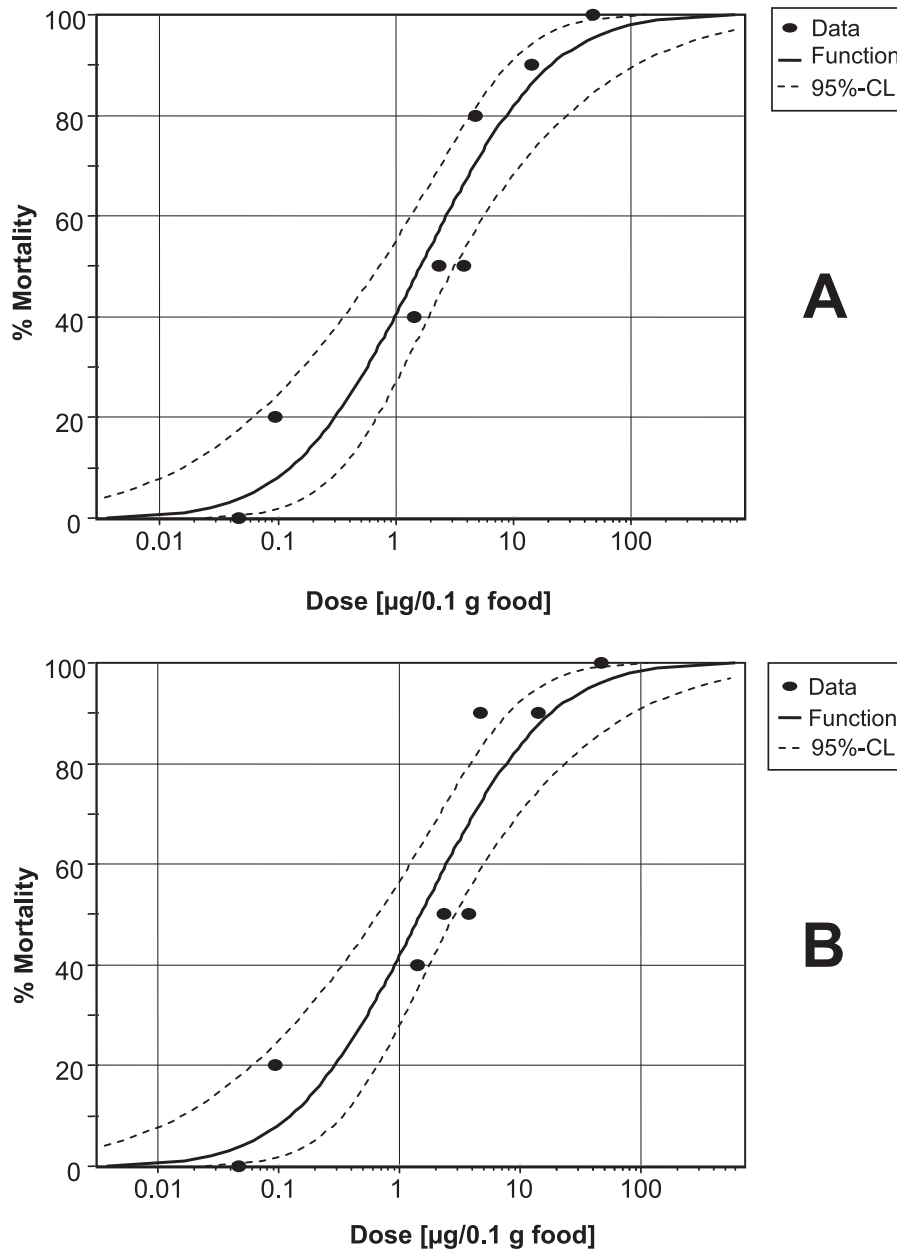 100
80
60
40
20
0
% Mortality
0.01 0.1 1 10 100
Dose [µg/0.1 g food]
Data
Function
95%-CL
A
100
80
60
40
20
0
% Mortality
0.01 0.1 1 10 100
Dose [µg/0.1 g food]
Data
Function
95%-CL
B